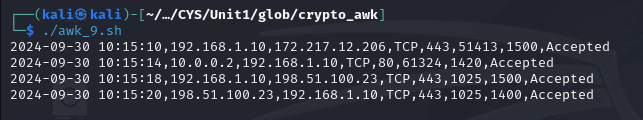 ┌──(kali㉿kali)-[~/…/CYS/Unit1/glob/crypto_awk]
└─$ ./awk_9.sh
2024-09-30 10:15:10,192.168.1.10,172.217.12.206,TCP,443,51413,1500,Accepted
2024-09-30 10:15:14,10.0.0.2,192.168.1.10,TCP,80,61324,1420,Accepted
2024-09-30 10:15:18,192.168.1.10,198.51.100.23,TCP,443,1025,1500,Accepted
2024-09-30 10:15:20,198.51.100.23,192.168.1.10,TCP,443,1025,1400,Accepted